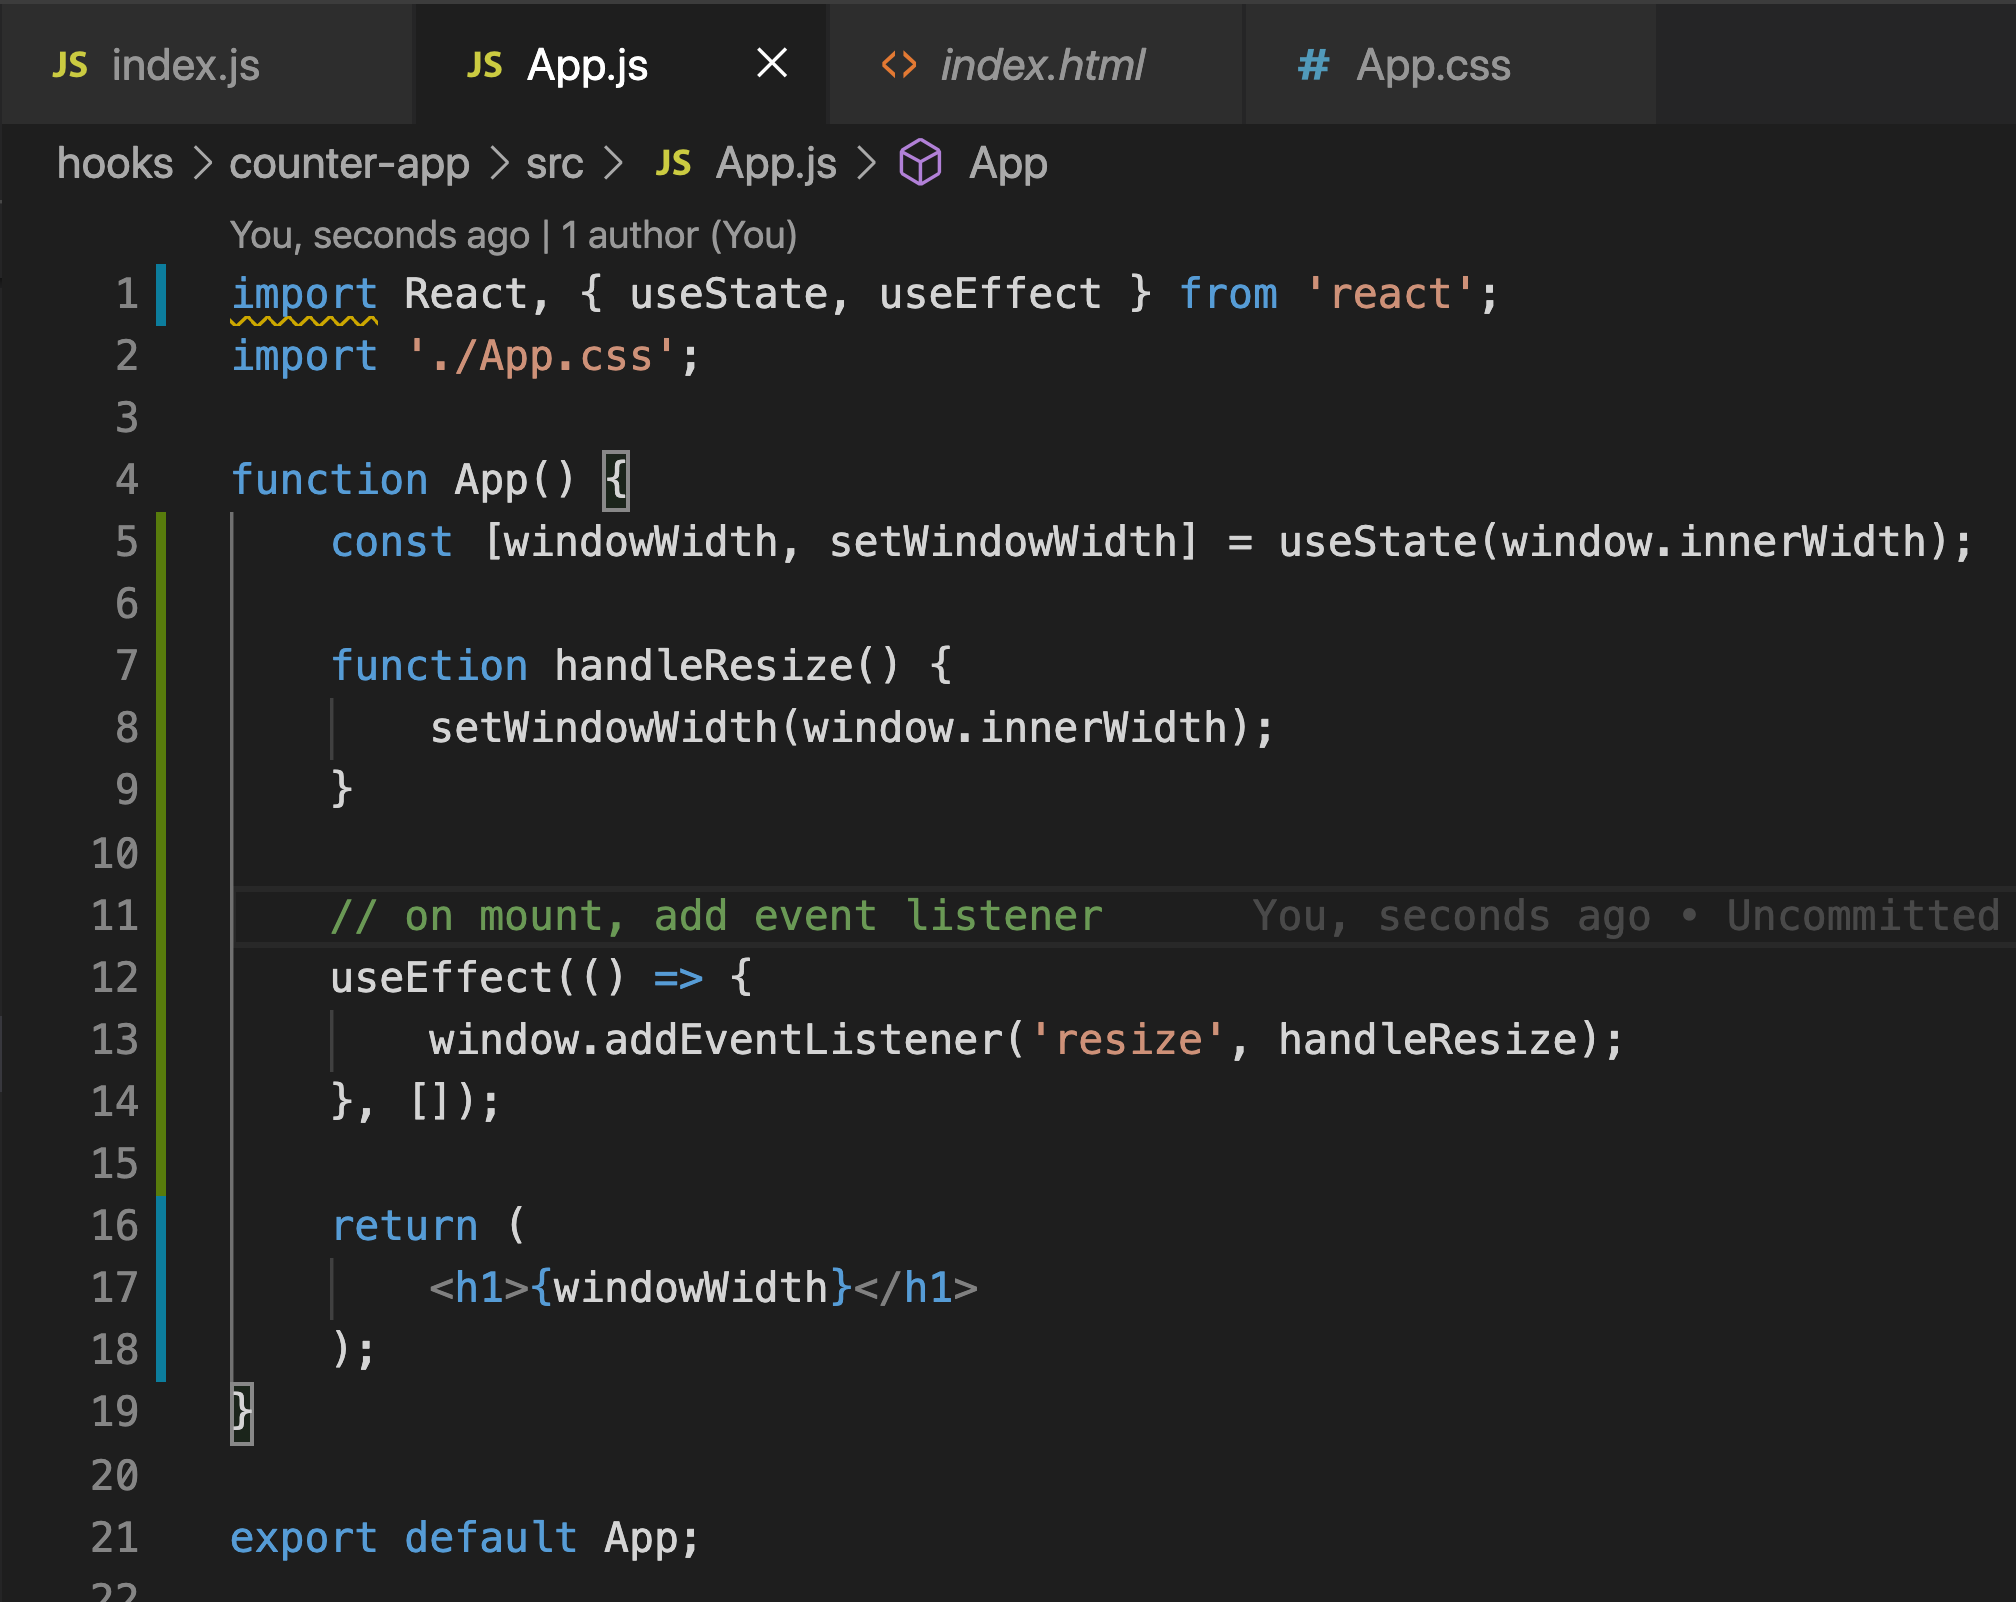 JS index.js JS App.js × <> index.html # App.css
hooks > counter-app > src > JS App.js > App
You, seconds ago | 1 author (You)
1 import React, { useState, useEffect } from 'react';
2 import './App.css';
3
4 function App() {
5     const [windowWidth, setWindowWidth] = useState(window.innerWidth);
6
7     function handleResize() {
8         setWindowWidth(window.innerWidth);
9     }
10
11     // on mount, add event listener     You, seconds ago • Uncommitted
12     useEffect(() => {
13         window.addEventListener('resize', handleResize);
14     }, []);
15
16     return (
17         <h1>{windowWidth}</h1>
18     );
19 }
20
21 export default App;
22